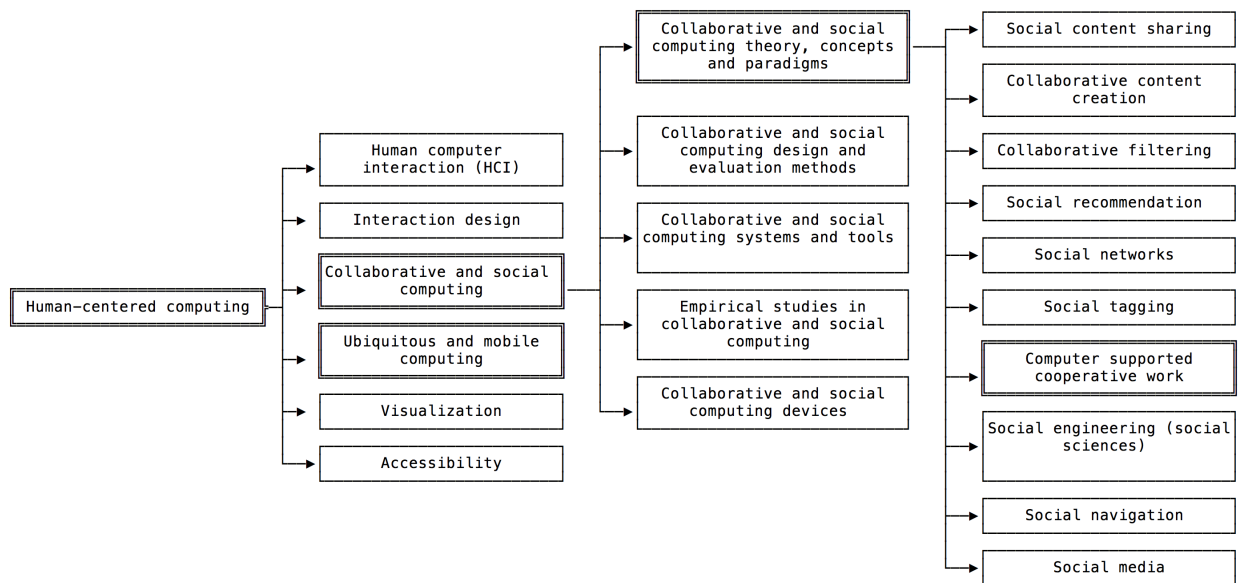 Human-centered computing
Human computer
interaction (HCI)
Interaction design
Collaborative and social
computing
Ubiquitous and mobile
computing
Visualization
Accessibility
Collaborative and social
computing theory, concepts
and paradigms
Collaborative and social
computing design and
evaluation methods
Collaborative and social
computing systems and tools
Empirical studies in
collaborative and social
computing
Collaborative and social
computing devices
Social content sharing
Collaborative content
creation
Collaborative filtering
Social recommendation
Social networks
Social tagging
Computer supported
cooperative work
Social engineering (social
sciences)
Social navigation
Social media